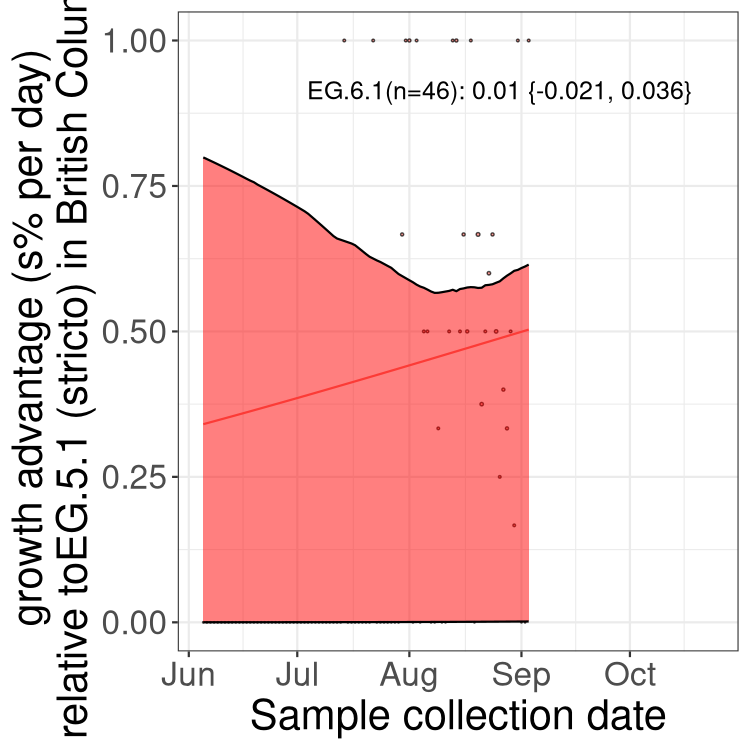 growth advantage (s% per day)
relative toEG.5.1 (stricto) in British
1.00
0.75
0.50
0.25
0.00
EG.6.1(n=46): 0.01 {-0.021, 0.036}
Jun Jul Aug Sep Oct
Sample collection date